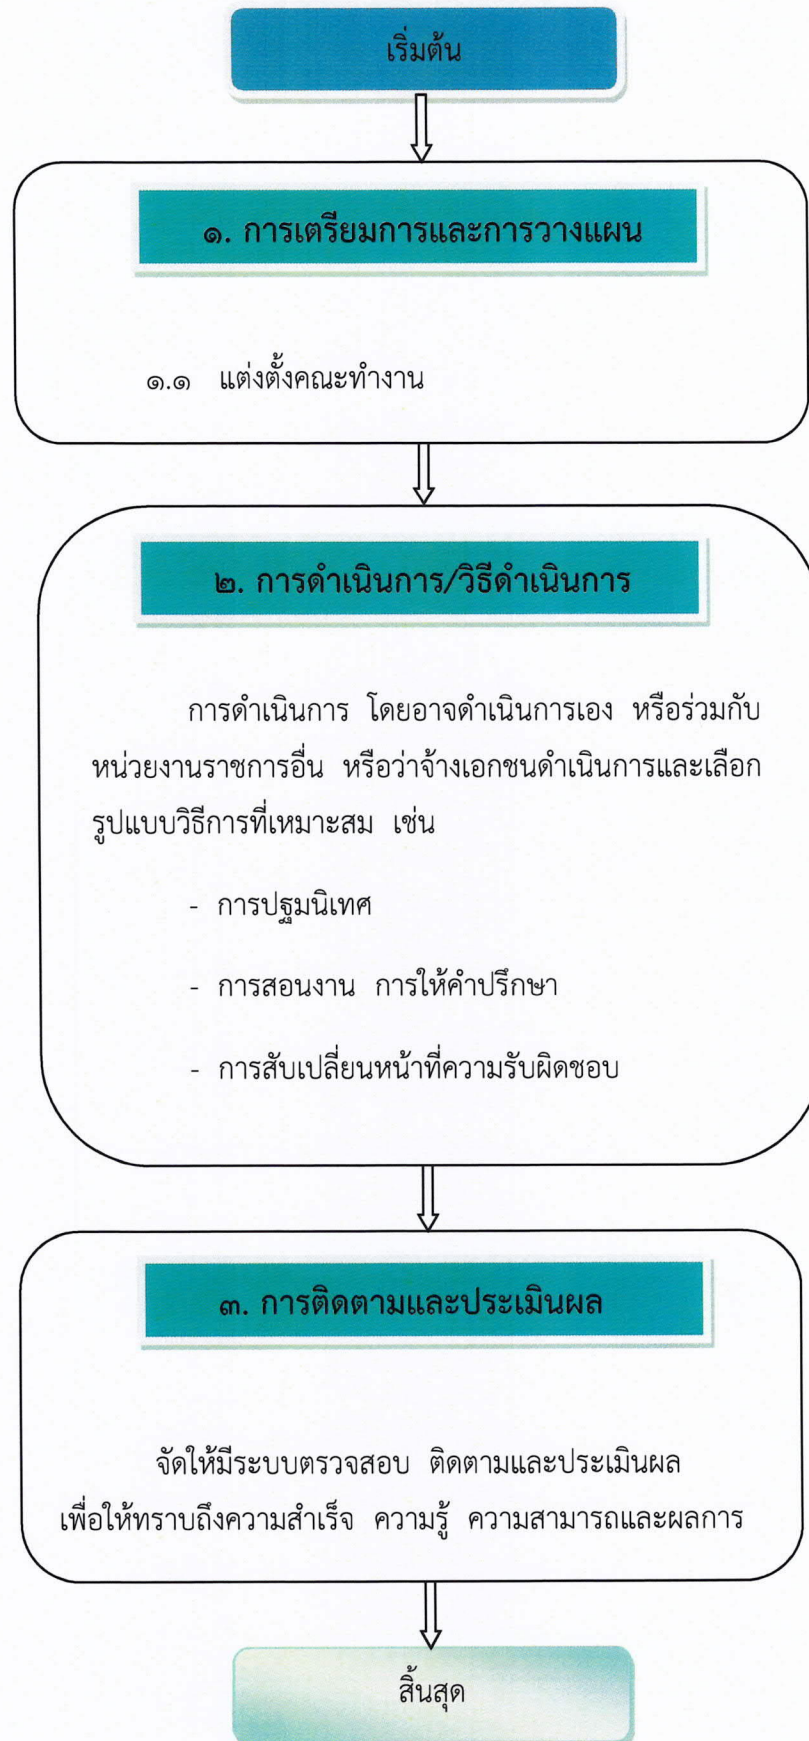 เริ่มต้น
๑. การเตรียมการและการวางแผน
๑.๑ แต่งตั้งคณะทำงาน
๒. การดำเนินการ/วิธีดำเนินการ
การดำเนินการ โดยอาจดำเนินการเอง หรือร่วมกับ
หน่วยงานราชการอื่น หรือว่าจ้างเอกชนดำเนินการและเลือก
รูปแบบวิธีการที่เหมาะสม เช่น
- การปฐมนิเทศ
- การสอนงาน การให้คำปรึกษา
- การสับเปลี่ยนหน้าที่ความรับผิดชอบ
๓. การติดตามและประเมินผล
จัดให้มีระบบตรวจสอบ ติดตามและประเมินผล
เพื่อให้ทราบถึงความสำเร็จ ความรู้ ความสามารถและผลการ
สิ้นสุด